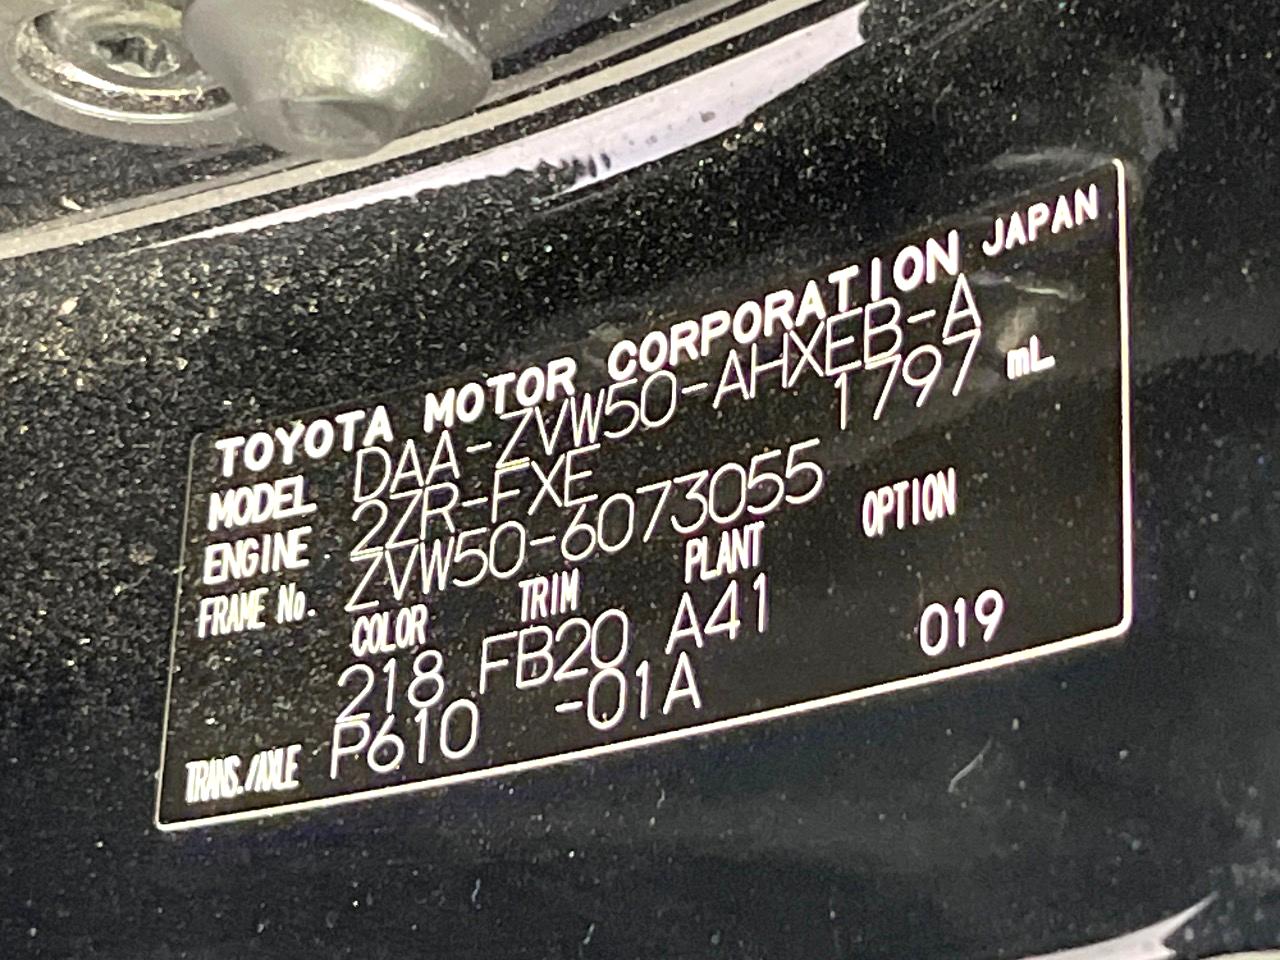 TOYOTA MOTOR CORPORATION JAPAN
MODEL DAA-ZVW50-AHXEB-A
ENGINE 2ZR-FXE 1797 mL
FRAME No. ZVW50-6073055
COLOR TRIM PLANT OPTION
218 FB20 A41 019
TRANS./AXLE P610 -01A